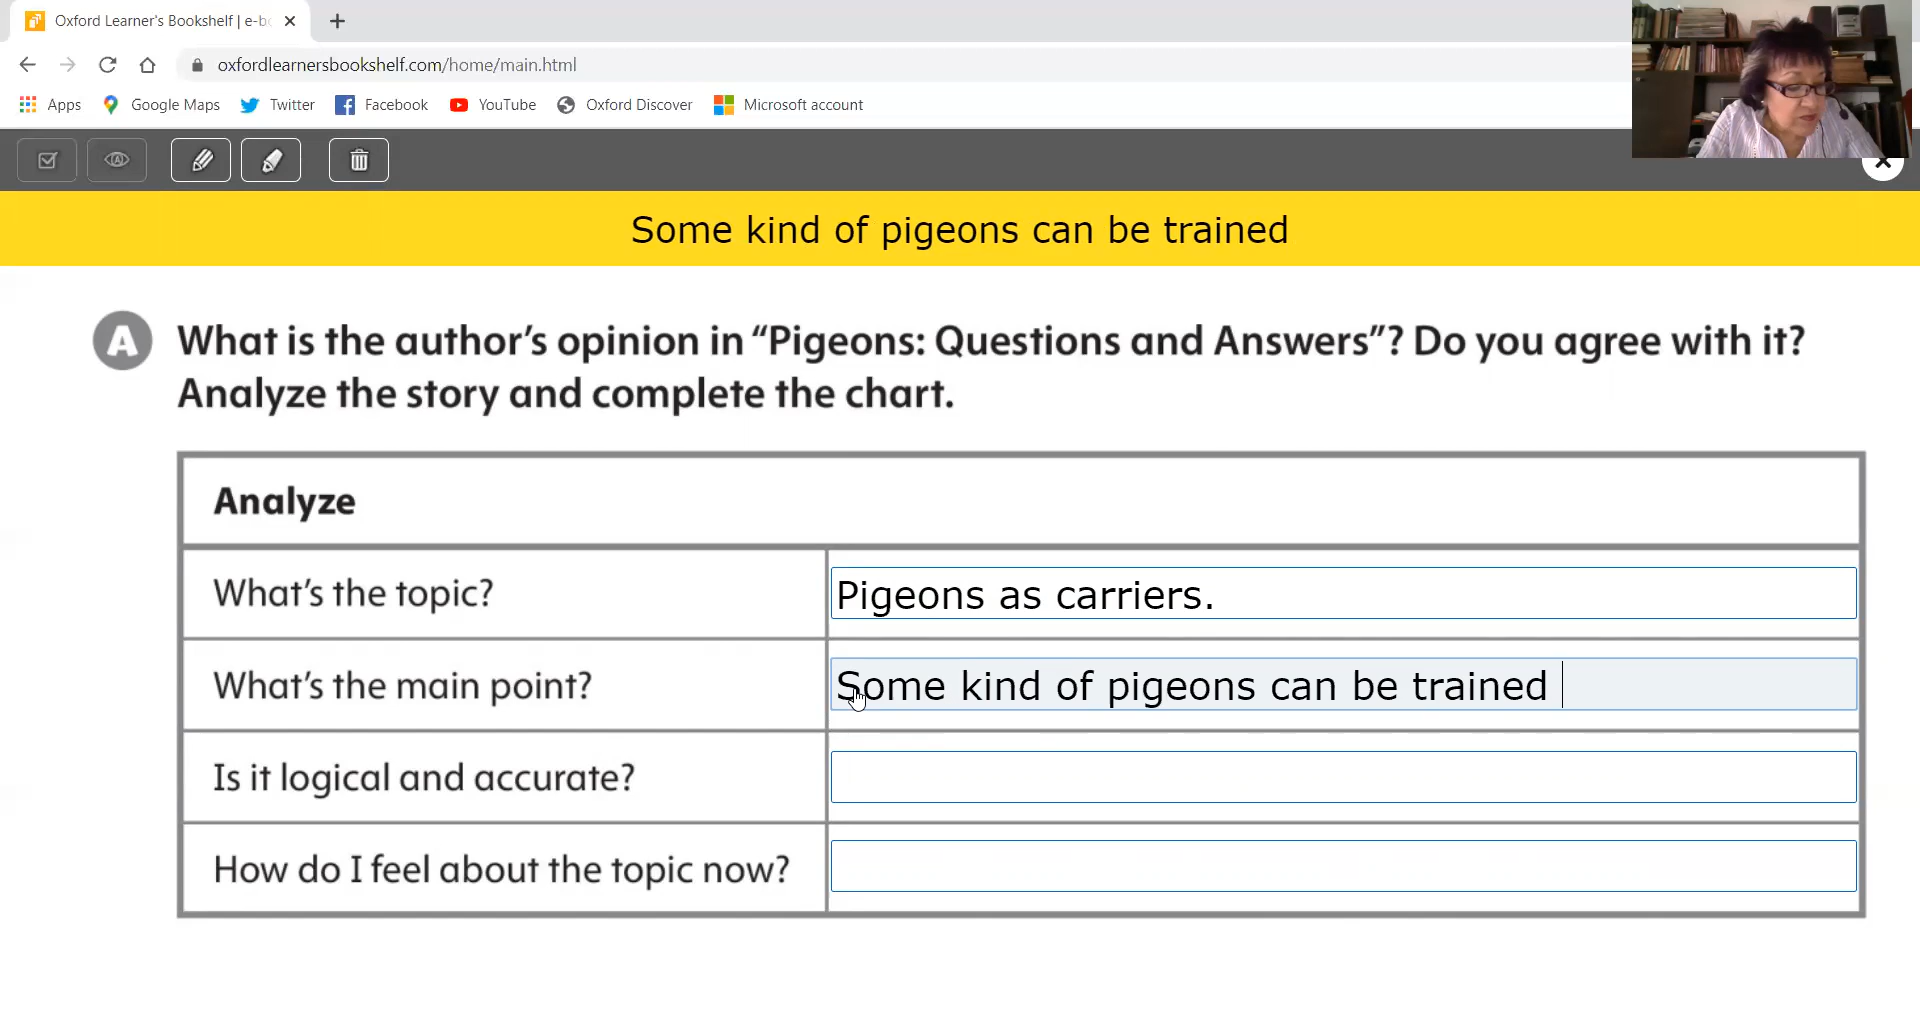 Oxford Learner's Bookshelf | e-bo
oxfordlearnersbookshelf.com/home/main.html
Apps Google Maps Twitter Facebook YouTube Oxford Discover Microsoft account
Some kind of pigeons can be trained
A What is the author's opinion in “Pigeons: Questions and Answers”? Do you agree with it?
Analyze the story and complete the chart.
Analyze
What's the topic? Pigeons as carriers.
What's the main point? Some kind of pigeons can be trained
Is it logical and accurate?
How do I feel about the topic now?